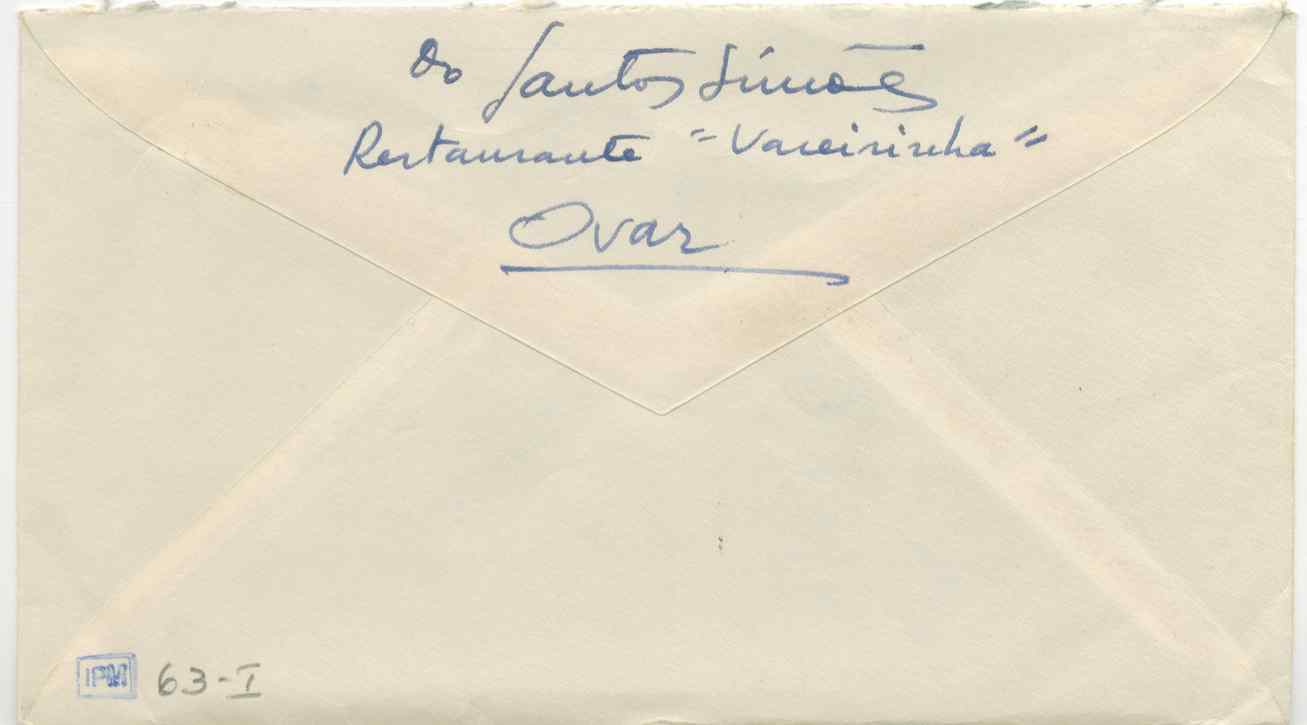 Do Santos Simões
Restaurante "Vareirinha"
Ovar
IPM 63-I